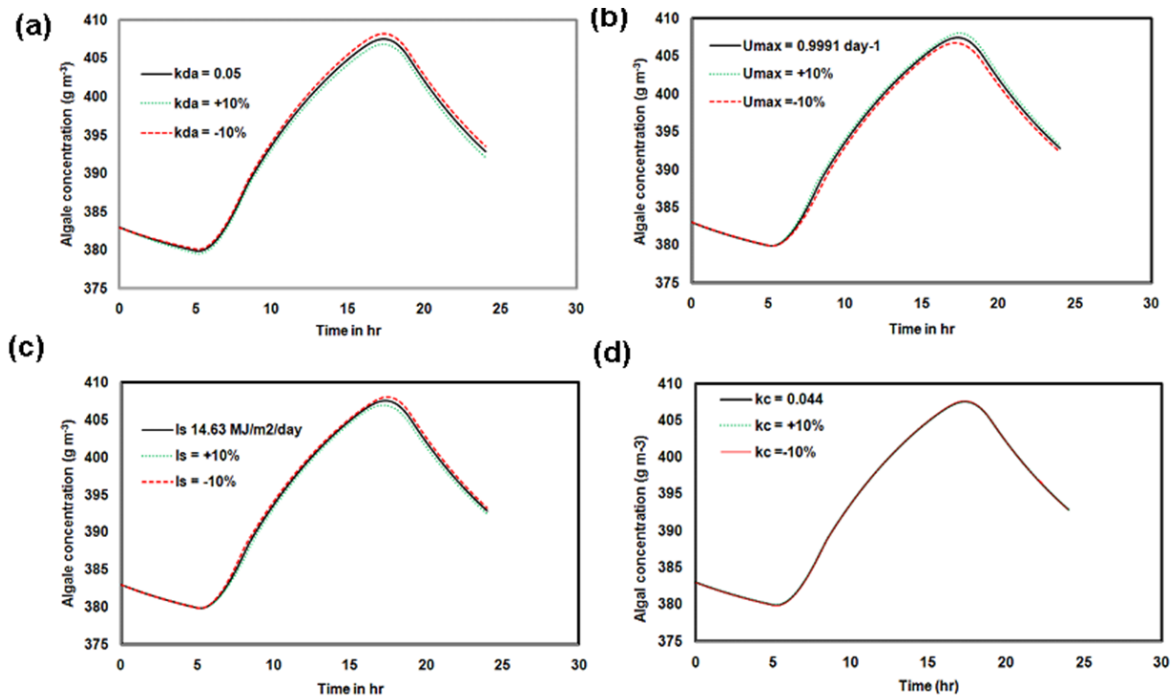 (a)
410
405
400
395
390
385
380
375
Algale concentration (g m-3)
kda = 0.05
kda = +10%
kda = -10%
0 5 10 15 20 25 30
Time in hr
(b)
410
405
400
395
390
385
380
375
Algale concentration (g m-3)
Umax = 0.9991 day-1
Umax = +10%
Umax =-10%
0 5 10 15 20 25 30
Time in hr
(c)
410
405
400
395
390
385
380
375
Algale concentration (g m-3)
Is 14.63 MJ/m2/day
Is = +10%
Is = -10%
0 5 10 15 20 25 30
Time in hr
(d)
410
405
400
395
390
385
380
375
Algal concentration (g m-3)
kc = 0.044
kc = +10%
kc =-10%
0 5 10 15 20 25 30
Time (hr)